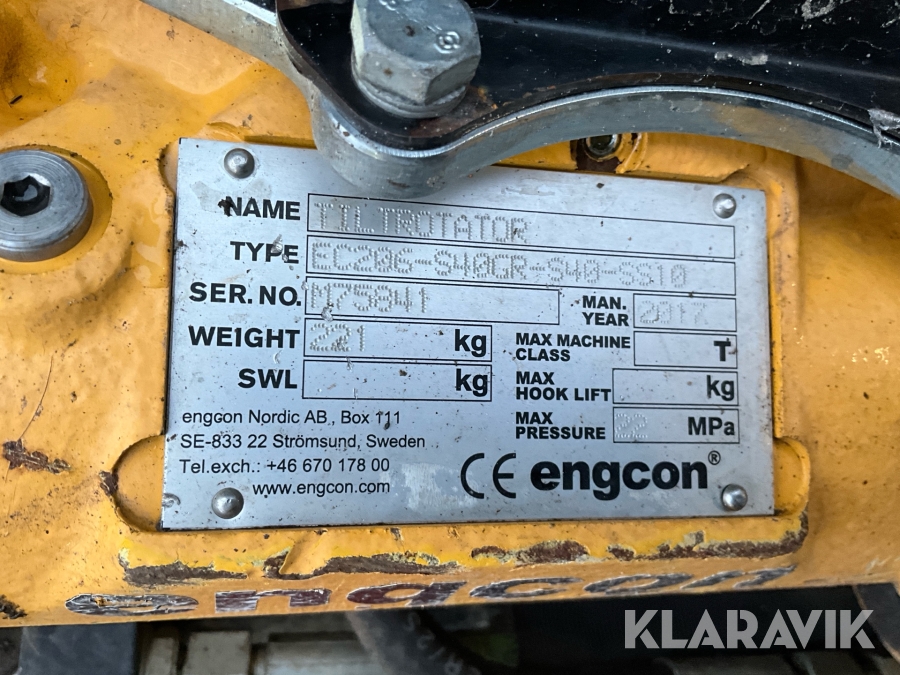 NAME TILTROTATOR
TYPE EC206-S40GR-S40-SS10
SER. NO. M75841 MAN. YEAR 2017
WEIGHT 221 kg MAX MACHINE CLASS T
SWL kg MAX HOOK LIFT kg
MAX PRESSURE 22 MPa
engcon Nordic AB., Box 111
SE-833 22 Strömsund, Sweden
Tel.exch.: +46 670 178 00
www.engcon.com
CE engcon®
engcon
KLARAVIK